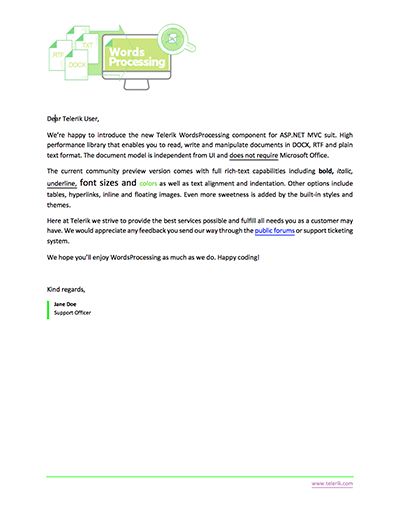 TXT
RTF
DOCX
Words
Processing
Dear Telerik User,
We're happy to introduce the new Telerik WordsProcessing component for ASP.NET MVC suit. High
performance library that enables you to read, write and manipulate documents in DOCX, RTF and plain
text format. The document model is independent from UI and does not require Microsoft Office.
The current community preview version comes with full rich-text capabilities including bold, italic,
underline, font sizes and colors as well as text alignment and indentation. Other options include
tables, hyperlinks, inline and floating images. Even more sweetness is added by the built-in styles and
themes.
Here at Telerik we strive to provide the best services possible and fulfill all needs you as a customer may
have. We would appreciate any feedback you send our way through the public forums or support ticketing
system.
We hope you'll enjoy WordsProcessing as much as we do. Happy coding!
Kind regards,
Jane Doe
Support Officer
www.telerik.com